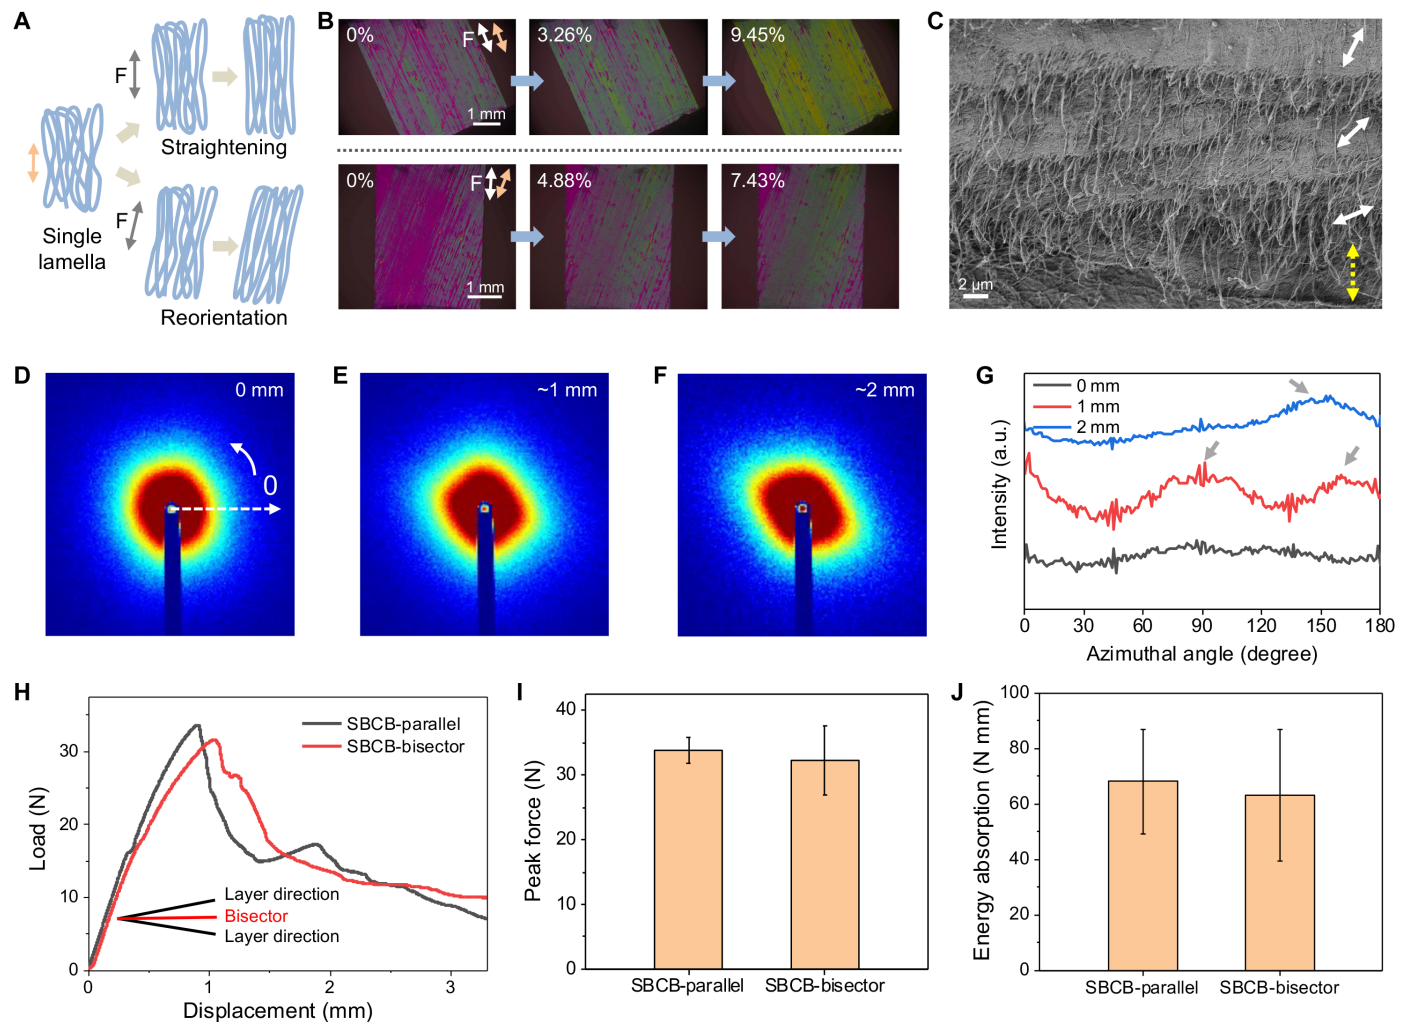 A
F
Straightening
F
Single
lamella
Reorientation
B
0%
F
1 mm
3.26%
9.45%
0%
F
1 mm
4.88%
7.43%
C
2 μm
D
0 mm
0
E
~1 mm
F
~2 mm
G
0 mm
1 mm
2 mm
Intensity (a.u.)
0 30 60 90 120 150 180
Azimuthal angle (degree)
H
SBCB-parallel
SBCB-bisector
Load (N)
30
20
10
0
Layer direction
Bisector
Layer direction
0 1 2 3
Displacement (mm)
I
Peak force (N)
40
30
20
10
0
SBCB-parallel SBCB-bisector
J
Energy absorption (N mm)
100
80
60
40
20
0
SBCB-parallel SBCB-bisector